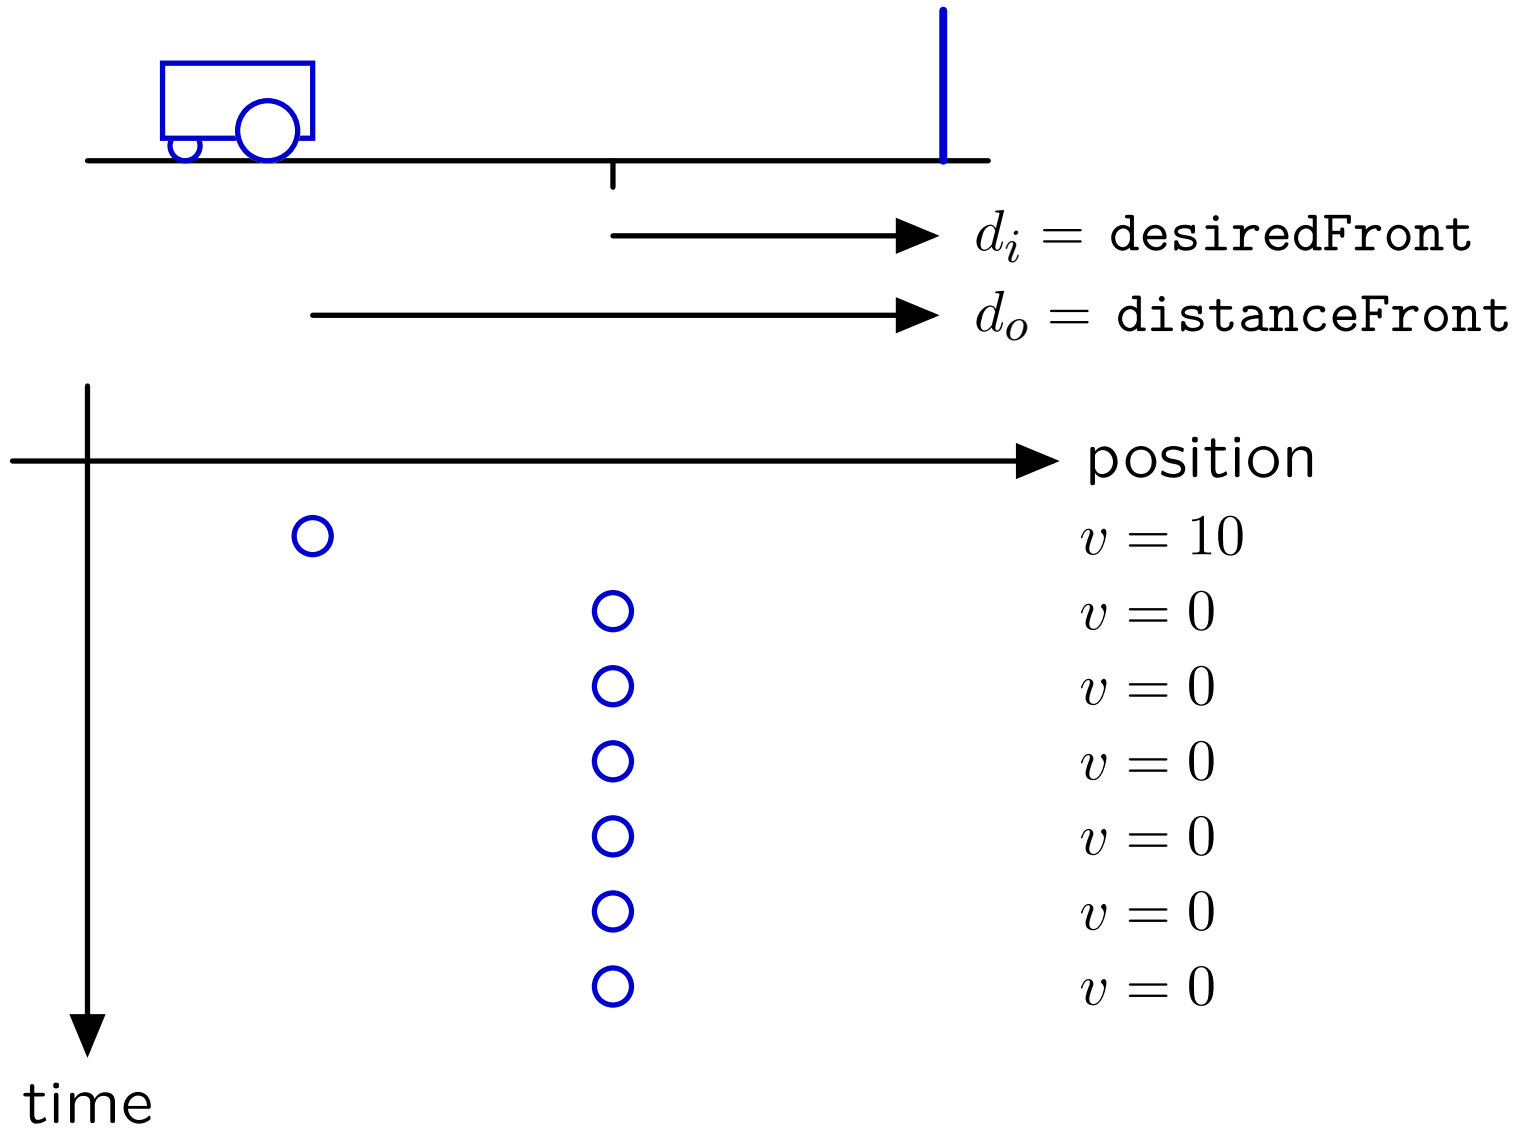 d_i = desiredFront
d_o = distanceFront
position
v = 10
v = 0
v = 0
v = 0
v = 0
v = 0
v = 0
time